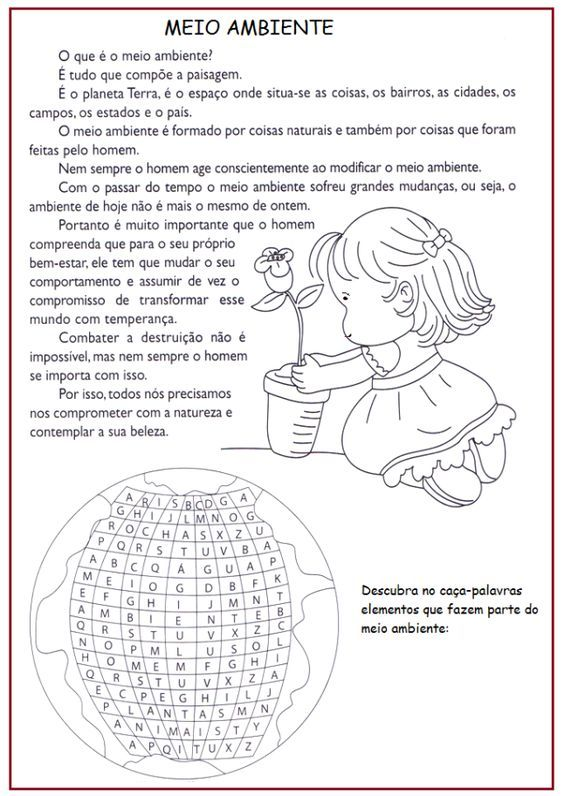 MEIO AMBIENTE
O que é o meio ambiente?
É tudo que compõe a paisagem.
É o planeta Terra, é o espaço onde situa-se as coisas, os bairros, as cidades, os
campos, os estados e o país.
O meio ambiente é formado por coisas naturais e também por coisas que foram
feitas pelo homem.
Nem sempre o homem age conscientemente ao modificar o meio ambiente.
Com o passar do tempo o meio ambiente sofreu grandes mudanças, ou seja, o
ambiente de hoje não é mais o mesmo de ontem.
Portanto é muito importante que o homem
compreenda que para o seu próprio
bem-estar, ele tem que mudar o seu
comportamento e assumir de vez o
compromisso de transformar esse
mundo com temperança.
Combater a destruição não é
impossível, mas nem sempre o homem
se importa com isso.
Por isso, todos nós precisamos
nos comprometer com a natureza e
contemplar a sua beleza.
A R I S B C D G A
G H I J L M N O G
R O C H A S X Z U
P Q R S T U V B A
A B C Q Á G U A P
M E I O G D B F K
E F G H I J M N T
A M B I E N T E B
Q R S T U V X Z C
N O P M L U S O L
H O M E M F G H I
Q R S T U V X Z A
E C P E G H I L J
P L A N T A S M N
A N I M A I S T Y
A P Q I T U X Z
Descubra no caça-palavras
elementos que fazem parte do
meio ambiente: